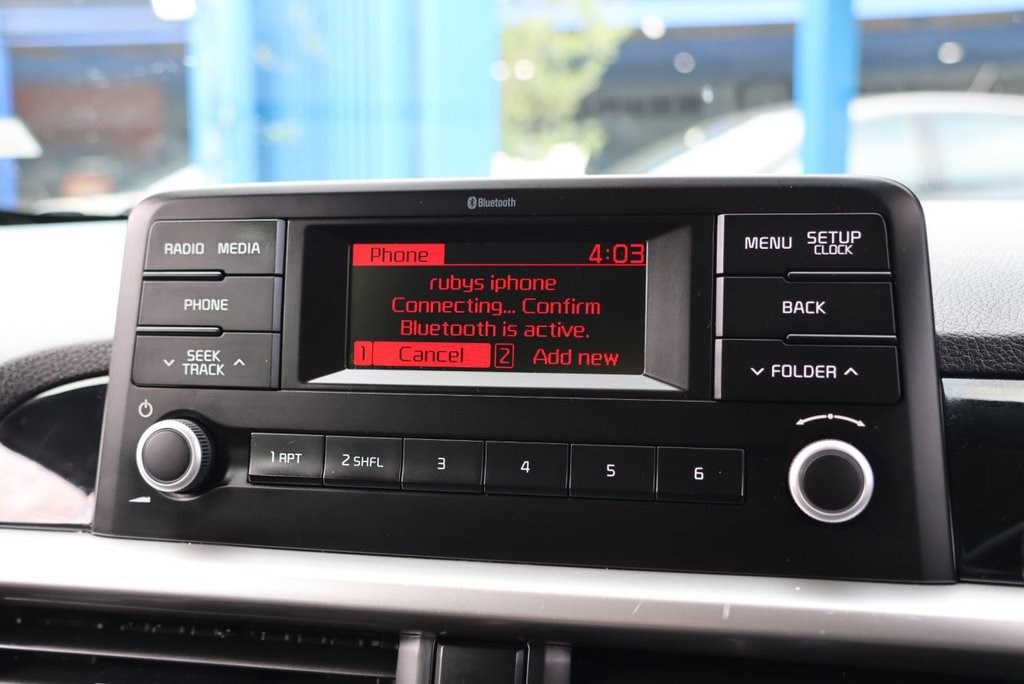 Bluetooth
RADIO MEDIA
PHONE
SEEK
TRACK
Phone 4:03
rubys iphone
Connecting... Confirm
Bluetooth is active.
1 Cancel 2 Add new
MENU SETUP
CLOCK
BACK
FOLDER
1 RPT 2 SHFL 3 4 5 6